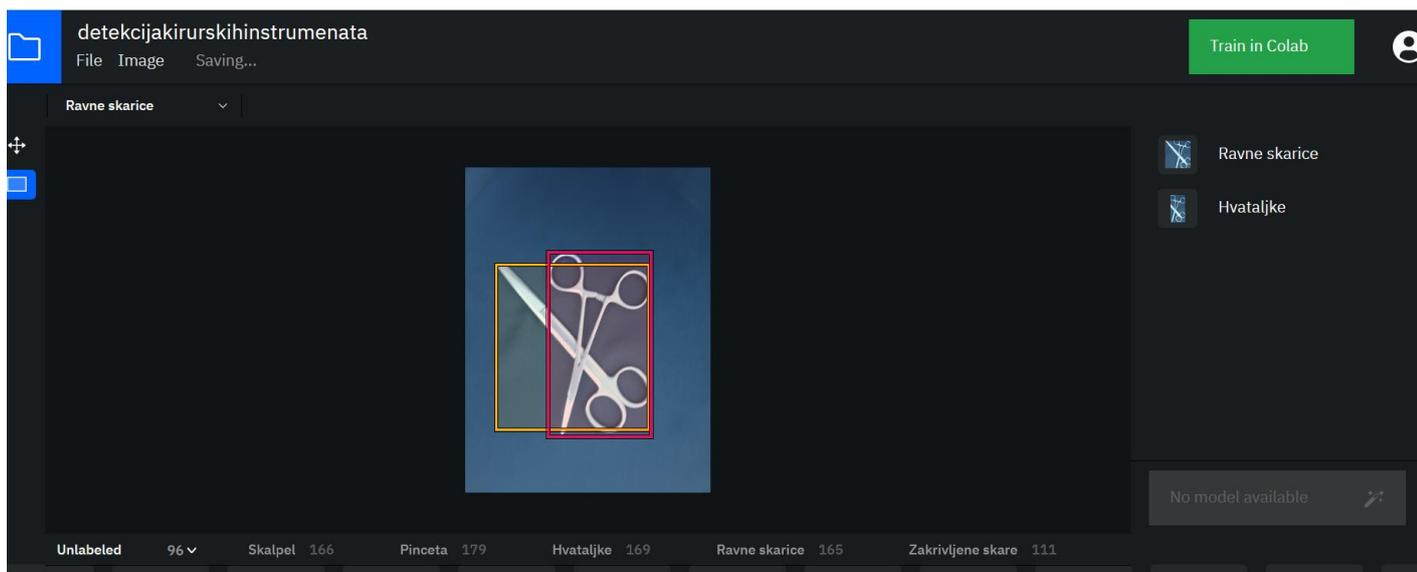 detekcijakirurskihinstrumenata
File Image Saving...
Train in Colab
Ravne skarice
Ravne skarice
Hvataljke
No model available
Unlabeled 96 Skalpel 166 Pinceta 179 Hvataljke 169 Ravne skarice 165 Zakrivljene skare 111